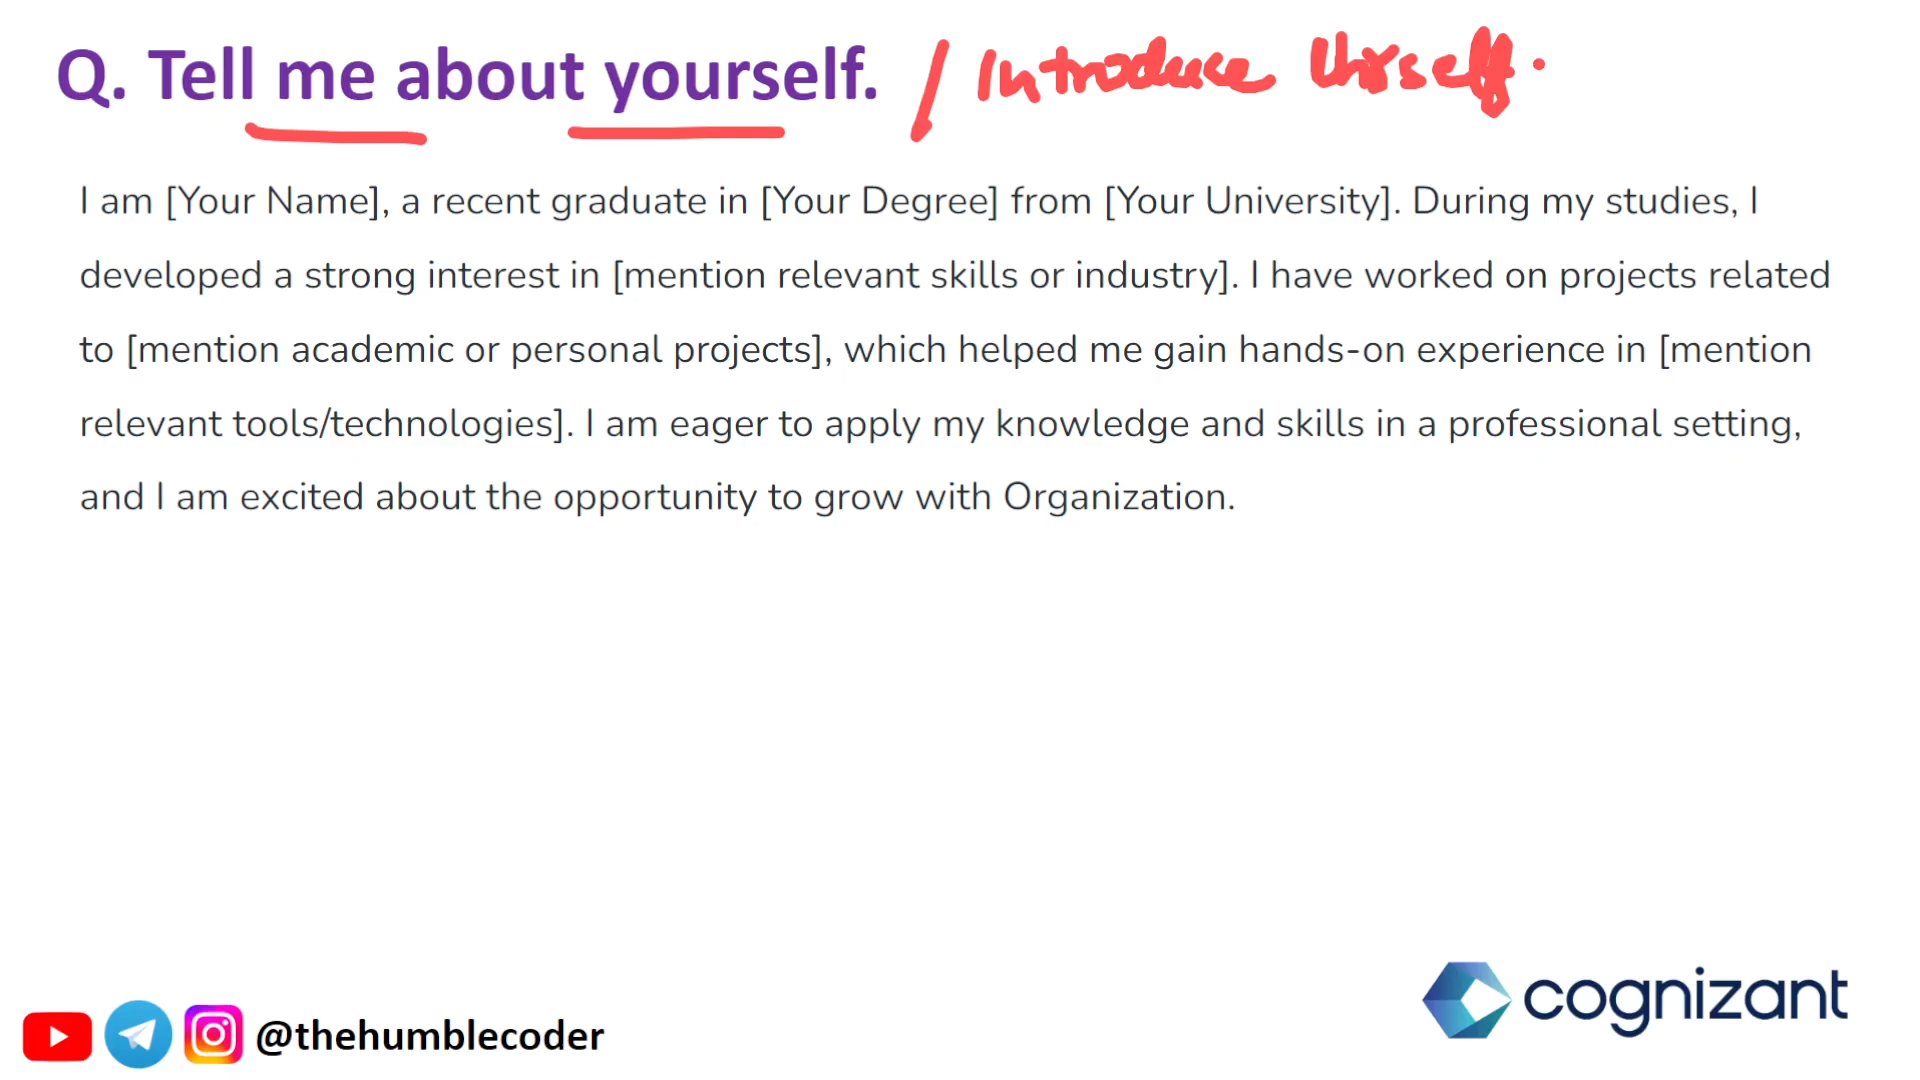 Q. Tell me about yourself. / Introduce Urself.
I am [Your Name], a recent graduate in [Your Degree] from [Your University]. During my studies, I
developed a strong interest in [mention relevant skills or industry]. I have worked on projects related
to [mention academic or personal projects], which helped me gain hands-on experience in [mention
relevant tools/technologies]. I am eager to apply my knowledge and skills in a professional setting,
and I am excited about the opportunity to grow with Organization.
@thehumblecoder
cognizant